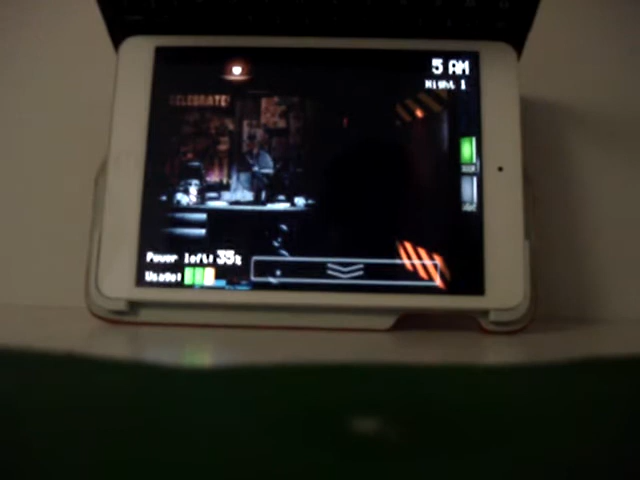 5 AM
Night 1
CELEBRATE!
Power left: 35%
Usage: